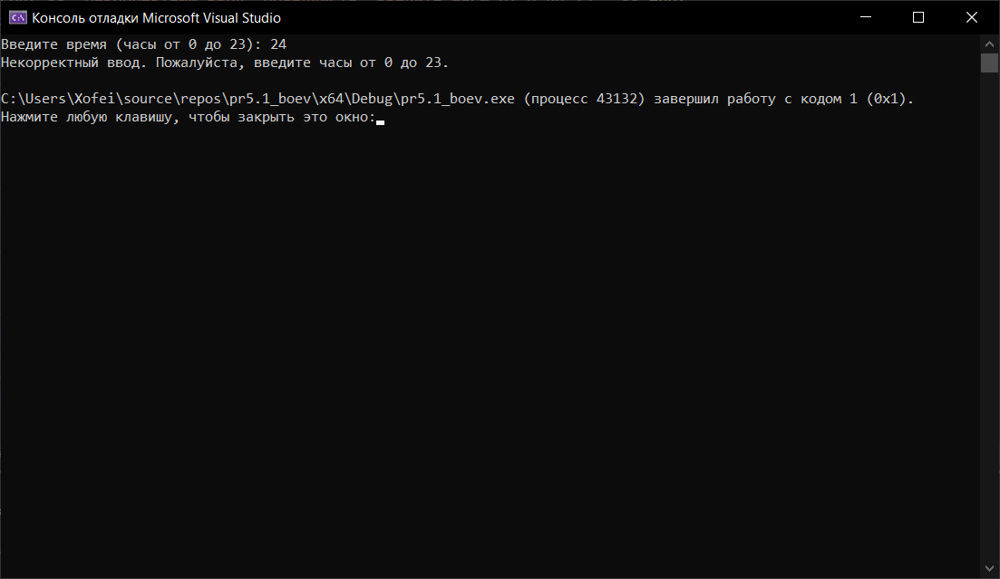 Консоль отладки Microsoft Visual Studio
Введите время (часы от 0 до 23): 24
Некорректный ввод. Пожалуйста, введите часы от 0 до 23.
C:\Users\Xofei\source\repos\pr5.1_boev\x64\Debug\pr5.1_boev.exe (процесс 43132) завершил работу с кодом 1 (0x1).
Нажмите любую клавишу, чтобы закрыть это окно: